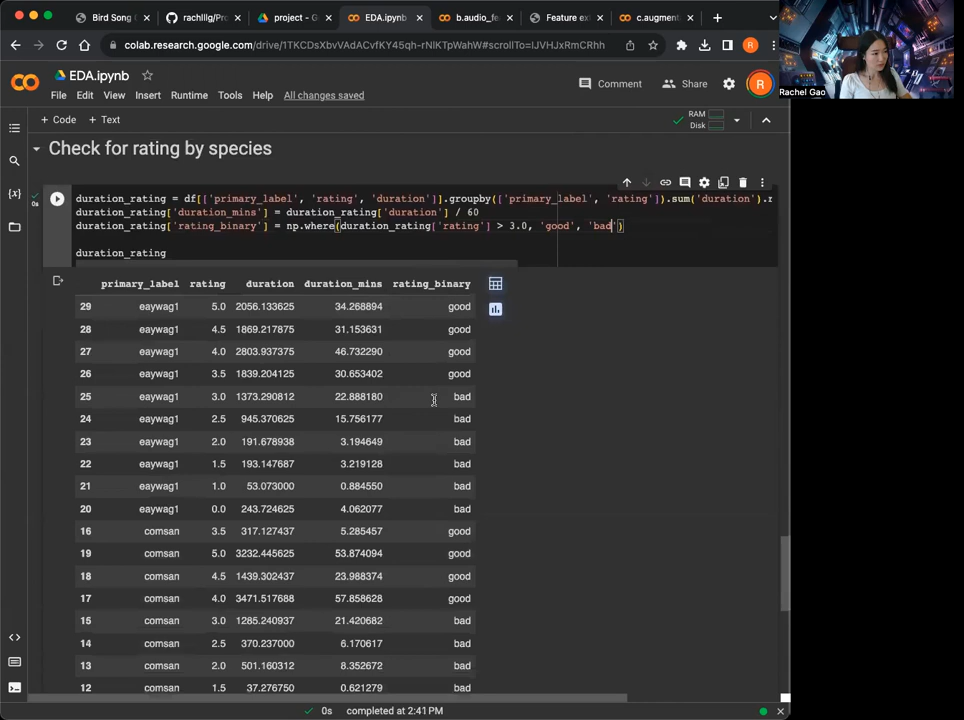 Bird Song C
rachlllg/Pro
project - G
EDA.ipynb
b.audio_fe
Feature ex
c.augment
colab.research.google.com/drive/1TKCDsXbvVADACvfKY45qh-rNlKTpWahW#scrollTo=IJVHJxRmCRhh
R
Rachel Gao
EDA.ipynb
Comment
Share
R
File Edit View Insert Runtime Tools Help All changes saved
+ Code + Text
RAM
Disk
Check for rating by species
0s
duration_rating = df[['primary_label', 'rating', 'duration']].groupby(['primary_label', 'rating']).sum('duration').r
duration_rating['duration_mins'] = duration_rating['duration'] / 60
duration_rating['rating_binary'] = np.where(duration_rating['rating'] > 3.0, 'good', 'bad')
duration_rating
primary_label rating duration duration_mins rating_binary
29 eaywag1 5.0 2056.133625 34.268894 good
28 eaywag1 4.5 1869.217875 31.153631 good
27 eaywag1 4.0 2803.937375 46.732290 good
26 eaywag1 3.5 1839.204125 30.653402 good
25 eaywag1 3.0 1373.290812 22.888180 bad
24 eaywag1 2.5 945.370625 15.756177 bad
23 eaywag1 2.0 191.678938 3.194649 bad
22 eaywag1 1.5 193.147687 3.219128 bad
21 eaywag1 1.0 53.073000 0.884550 bad
20 eaywag1 0.0 243.724625 4.062077 bad
16 comsan 3.5 317.127437 5.285457 good
19 comsan 5.0 3232.445625 53.874094 good
18 comsan 4.5 1439.302437 23.988374 good
17 comsan 4.0 3471.517688 57.858628 good
15 comsan 3.0 1285.240937 21.420682 bad
14 comsan 2.5 370.237000 6.170617 bad
13 comsan 2.0 501.160312 8.352672 bad
12 comsan 1.5 37.276750 0.621279 bad
0s completed at 2:41 PM